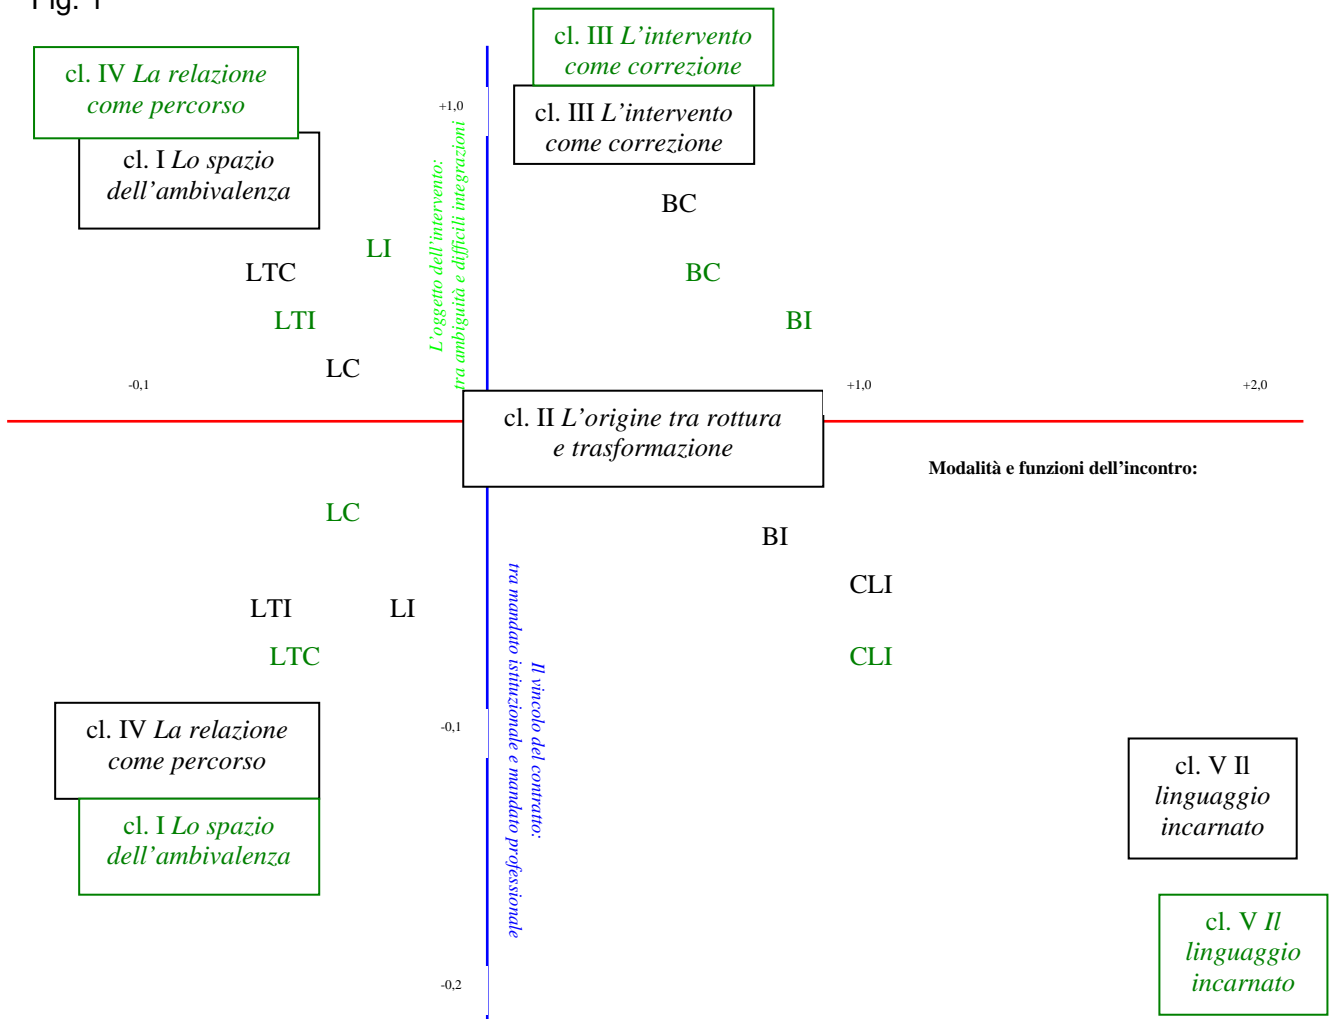 Fig. 1
cl. III L'intervento
come correzione
cl. IV La relazione
come percorso
+1,0
cl. III L'intervento
come correzione
cl. I Lo spazio
dell'ambivalenza
L'oggetto dell'intervento:
tra ambiguità e difficili integrazioni
BC
LI
LTC
BC
LTI
BI
LC
-0,1
+1,0
+2,0
cl. II L'origine tra rottura
e trasformazione
Modalità e funzioni dell'incontro:
LC
BI
CLI
LTI
LI
LTC
CLI
Il vincolo del contratto:
tra mandato istituzionale e mandato professionale
cl. IV La relazione
come percorso
-0,1
cl. V Il
linguaggio
incarnato
cl. I Lo spazio
dell'ambivalenza
cl. V Il
linguaggio
incarnato
-0,2